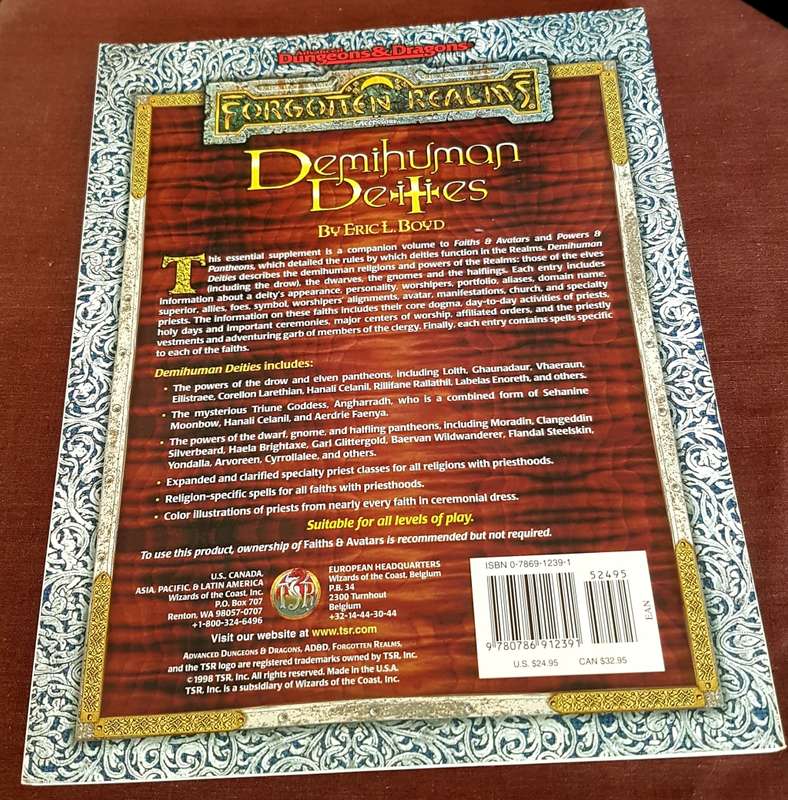 Advanced
Dungeons & Dragons
FORGOTTEN REALMS
Demihuman
Deities
BY ERIC L. BOYD
This essential supplement is a companion volume to Faiths & Avatars and Powers &
Pantheons, which detailed the rules by which deities function in the Realms. Demihuman
Deities describes the demihuman religions and powers of the Realms: those of the elves
(including the drow), the dwarves, the gnomes and the halflings. Each entry includes
information about a deity's appearance, personality, worshipers, portfolio, aliases, domain name,
superior, allies, foes, symbol, worshipers' alignments, avatar, manifestations, church, and specialty
priests. The information on these faiths includes their core dogma, day-to-day activities of priests,
holy days and important ceremonies, major centers of worship, affiliated orders, and the priestly
vestments and adventuring garb of members of the clergy. Finally, each entry contains spells specific
to each of the faiths.
Demihuman Deities includes:
• The powers of the drow and elven pantheons, including Lolth, Ghaunadaur, Vhaeraun,
Eilistraee, Corellon Larethian, Hanali Celanil, Rillifane Rallathil, Labelas Enoreth, and others.
• The mysterious Triune Goddess, Angharradh, who is a combined form of Sehanine
Moonbow, Hanali Celanil, and Aerdrie Faenya.
• The powers of the dwarf, gnome, and halfling pantheon, including Moradin, Clangeddin
Silverbeard, Haela Brightaxe, Garl Glittergold, Baervan Wildwanderer, Flandal Steelskin,
Yondalla, Arvoreen, Cyrrollalee, and others.
• Expanded and clarified specialty priest classes for all religions with priesthoods.
• Religion-specific spells for all faiths with priesthoods.
• Color illustrations of priests from nearly every faith in ceremonial dress.
Suitable for all levels of play.
To use this product, ownership of Faiths & Avatars is recommended but not required.
U.S., CANADA,
ASIA, PACIFIC, & LATIN AMERICA
Wizards of the Coast, Inc.
P.O. Box 707
Renton, WA 98057-0707
+1-800-324-6496
TSR
EUROPEAN HEADQUARTERS
Wizards of the Coast, Belgium
P.B. 34
2300 Turnhout
Belgium
+32-14-44-30-44
Visit our website at www.tsr.com
ADVANCED DUNGEONS & DRAGONS, AD&D, FORGOTTEN REALMS,
and the TSR logo are registered trademarks owned by TSR, Inc.
©1998 TSR, Inc. All rights reserved. Made in the U.S.A.
TSR, Inc. is a subsidiary of Wizards of the Coast, Inc.
ISBN 0-7869-1239-1
52495
9 780786 912391
EAN
U.S. $24.95 CAN $32.95